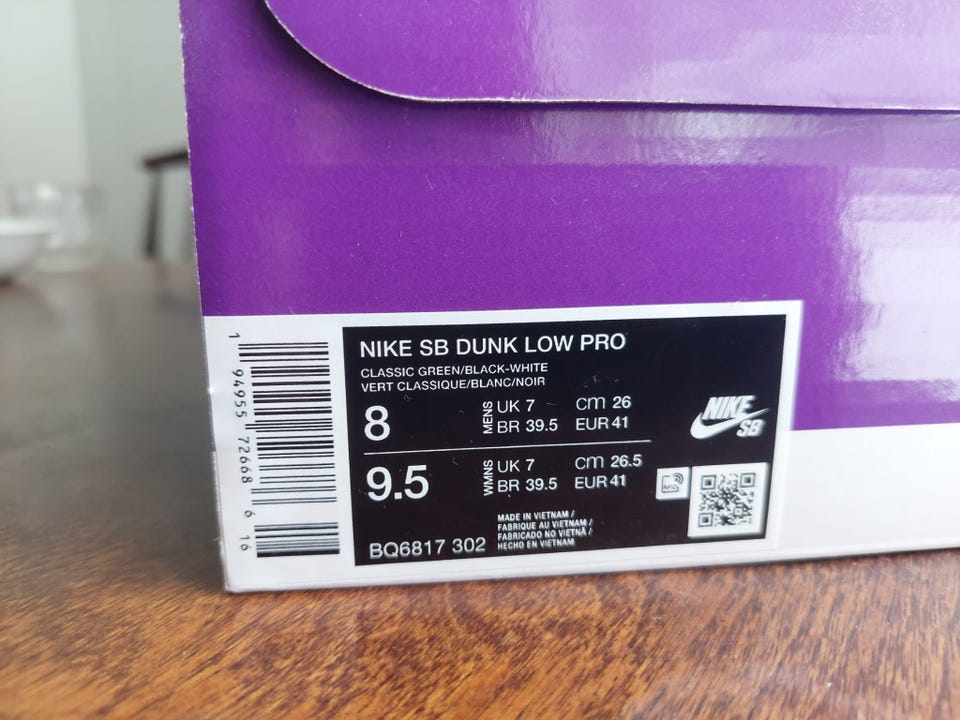 NIKE SB DUNK LOW PRO
CLASSIC GREEN/BLACK-WHITE
VERT CLASSIQUE/BLANC/NOIR
8
MENS
UK 7 cm 26
BR 39.5 EUR 41
9.5
WMNS
UK 7 cm 26.5
BR 39.5 EUR 41
BQ6817 302
MADE IN VIETNAM /
FABRIQUE AU VIETNAM /
FABRICADO NO VIETNÃ /
HECHO EN VIETNAM
NIKE
SB
RFID
1 94955 72668 6 16